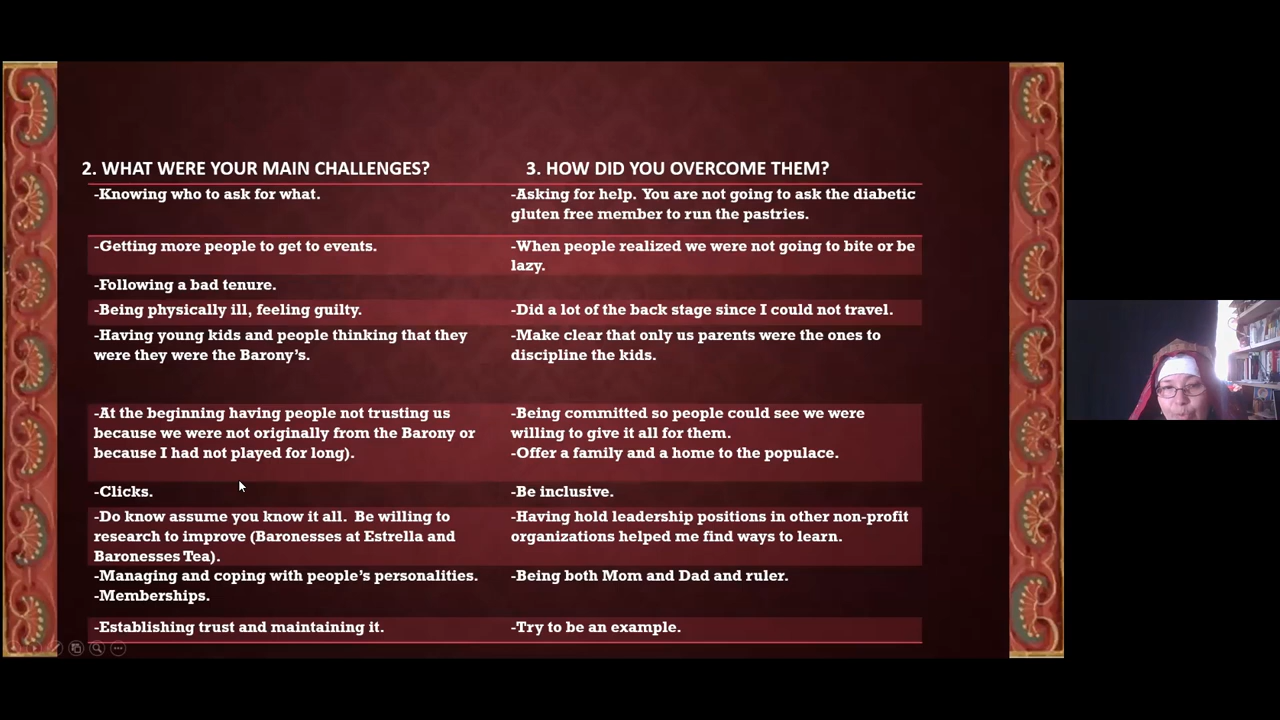 2. WHAT WERE YOUR MAIN CHALLENGES?
3. HOW DID YOU OVERCOME THEM?
-Knowing who to ask for what.
-Asking for help. You are not going to ask the diabetic
gluten free member to run the pastries.
-Getting more people to get to events.
-When people realized we were not going to bite or be
lazy.
-Following a bad tenure.
-Being physically ill, feeling guilty.
-Did a lot of the back stage since I could not travel.
-Having young kids and people thinking that they
were they were the Barony's.
-Make clear that only us parents were the ones to
discipline the kids.
-At the beginning having people not trusting us
because we were not originally from the Barony or
because I had not played for long).
-Being committed so people could see we were
willing to give it all for them.
-Offer a family and a home to the populace.
-Clicks.
-Be inclusive.
-Do know assume you know it all. Be willing to
research to improve (Baronesses at Estrella and
Baronesses Tea).
-Having hold leadership positions in other non-profit
organizations helped me find ways to learn.
-Managing and coping with people's personalities.
-Memberships.
-Being both Mom and Dad and ruler.
-Establishing trust and maintaining it.
-Try to be an example.